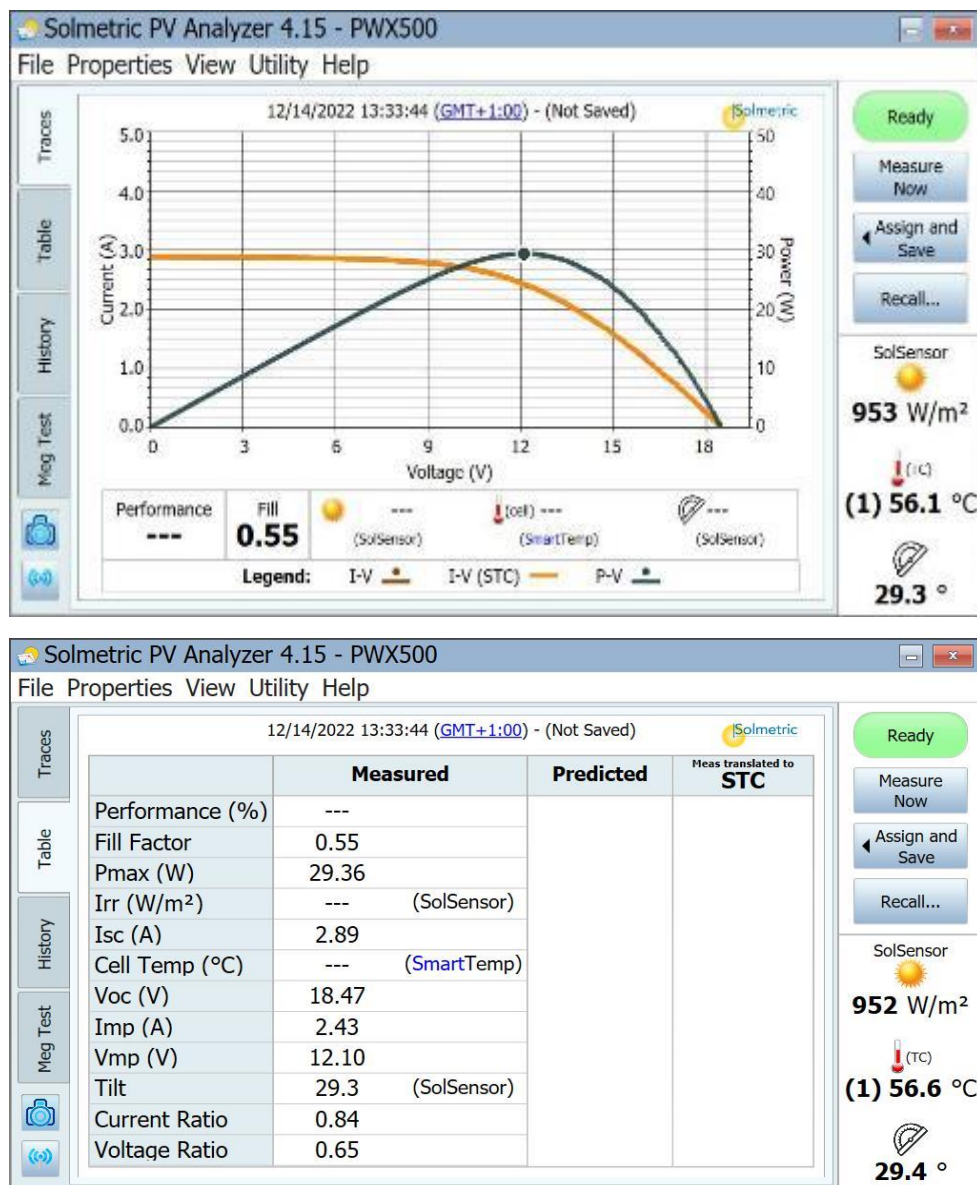 Solmetric PV Analyzer 4.15 - PWX500
File Properties View Utility Help
Traces
Table
History
Meg Test
12/14/2022 13:33:44 (GMT+1:00) - (Not Saved)
Solmetric
5.0
4.0
3.0
2.0
1.0
0.0
Current (A)
50
40
30
20
10
0
Power (W)
0 3 6 9 12 15 18
Voltage (V)
Performance
---
Fill
0.55
---
(SolSensor)
(cell) ---
(SmartTemp)
---
(SolSensor)
Legend: I-V I-V (STC) P-V
Ready
Measure
Now
Assign and
Save
Recall...
SolSensor
953 W/m²
(TC)
(1) 56.1 °C
29.3 °
Solmetric PV Analyzer 4.15 - PWX500
File Properties View Utility Help
Traces
Table
History
Meg Test
12/14/2022 13:33:44 (GMT+1:00) - (Not Saved)
Solmetric
Measured Predicted Meas translated to
STC
Performance (%) ---
Fill Factor 0.55
Pmax (W) 29.36
Irr (W/m²) --- (SolSensor)
Isc (A) 2.89
Cell Temp (°C) --- (SmartTemp)
Voc (V) 18.47
Imp (A) 2.43
Vmp (V) 12.10
Tilt 29.3 (SolSensor)
Current Ratio 0.84
Voltage Ratio 0.65
Ready
Measure
Now
Assign and
Save
Recall...
SolSensor
952 W/m²
(TC)
(1) 56.6 °C
29.4 °